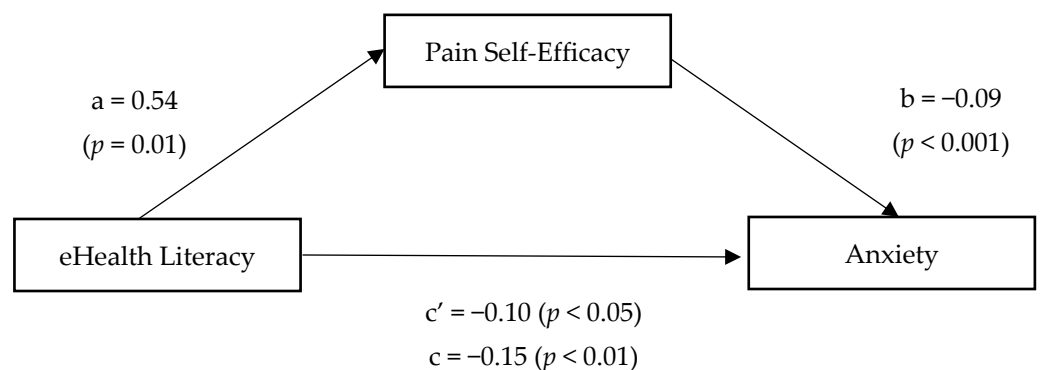 Pain Self-Efficacy
a = 0.54
(p = 0.01)
b = −0.09
(p < 0.001)
eHealth Literacy
Anxiety
c′ = −0.10 (p < 0.05)
c = −0.15 (p < 0.01)